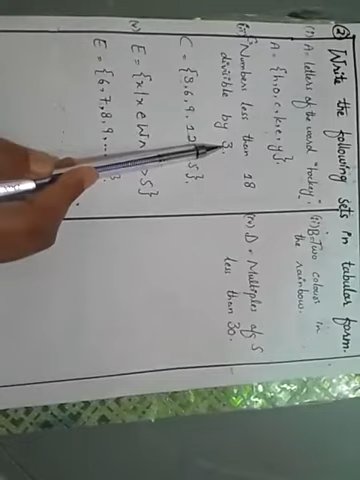 ② Write the following sets in tabular form.
(i) A = letters of the word "hockey".
A = {h, o, c, k, e, y}.
(ii) B = Two colours in
the rainbow.
(iii) Numbers less than 18
divisible by 3.
C = {3, 6, 9, 12
5}.
(iv) D = Multiples of 5
less than 30.
(v) E = {x | x ∈ W
> 5}
E = {6, 7, 8, 9, ...